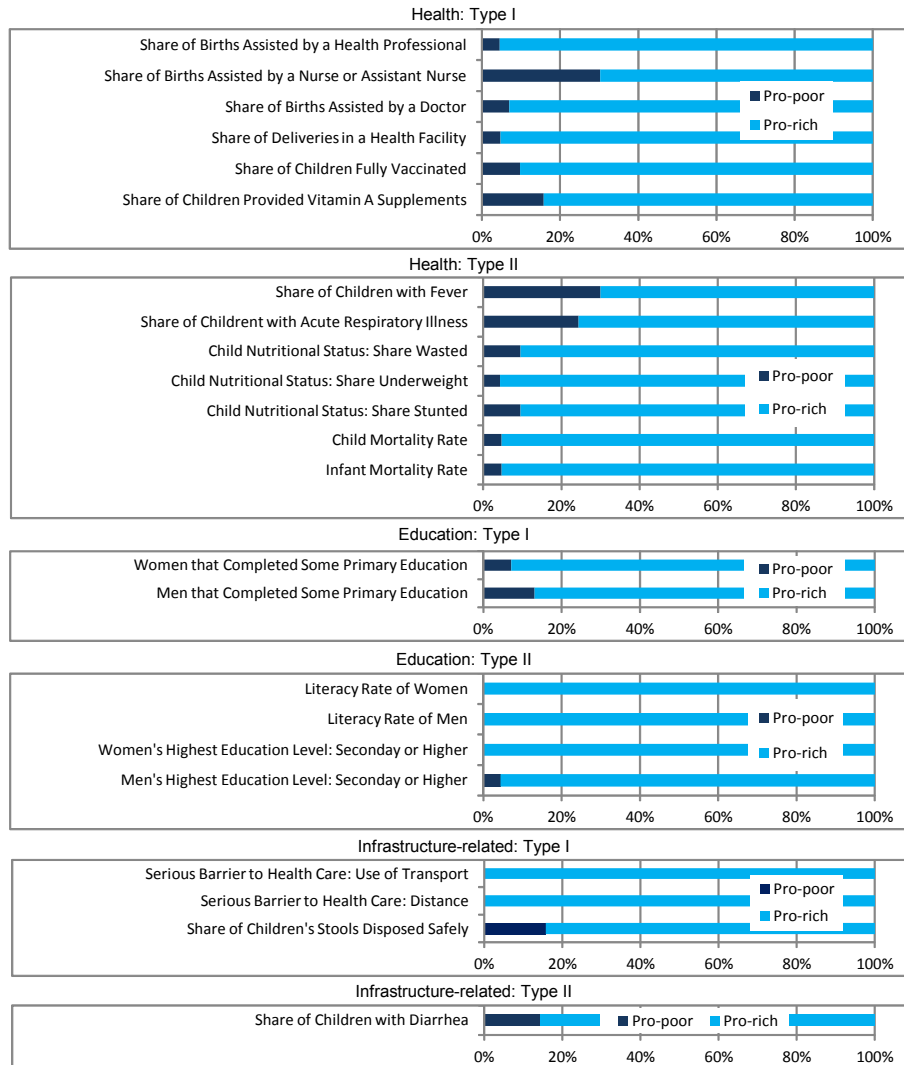 Health: Type I
Share of Births Assisted by a Health Professional
Share of Births Assisted by a Nurse or Assistant Nurse
Share of Births Assisted by a Doctor
Share of Deliveries in a Health Facility
Share of Children Fully Vaccinated
Share of Children Provided Vitamin A Supplements
Pro-poor
Pro-rich
0% 20% 40% 60% 80% 100%
Health: Type II
Share of Children with Fever
Share of Childrent with Acute Respiratory Illness
Child Nutritional Status: Share Wasted
Child Nutritional Status: Share Underweight
Child Nutritional Status: Share Stunted
Child Mortality Rate
Infant Mortality Rate
Pro-poor
Pro-rich
0% 20% 40% 60% 80% 100%
Education: Type I
Women that Completed Some Primary Education
Men that Completed Some Primary Education
Pro-poor
Pro-rich
0% 20% 40% 60% 80% 100%
Education: Type II
Literacy Rate of Women
Literacy Rate of Men
Women's Highest Education Level: Seconday or Higher
Men's Highest Education Level: Seconday or Higher
Pro-poor
Pro-rich
0% 20% 40% 60% 80% 100%
Infrastructure-related: Type I
Serious Barrier to Health Care: Use of Transport
Serious Barrier to Health Care: Distance
Share of Children's Stools Disposed Safely
Pro-poor
Pro-rich
0% 20% 40% 60% 80% 100%
Infrastructure-related: Type II
Share of Children with Diarrhea
Pro-poor Pro-rich
0% 20% 40% 60% 80% 100%